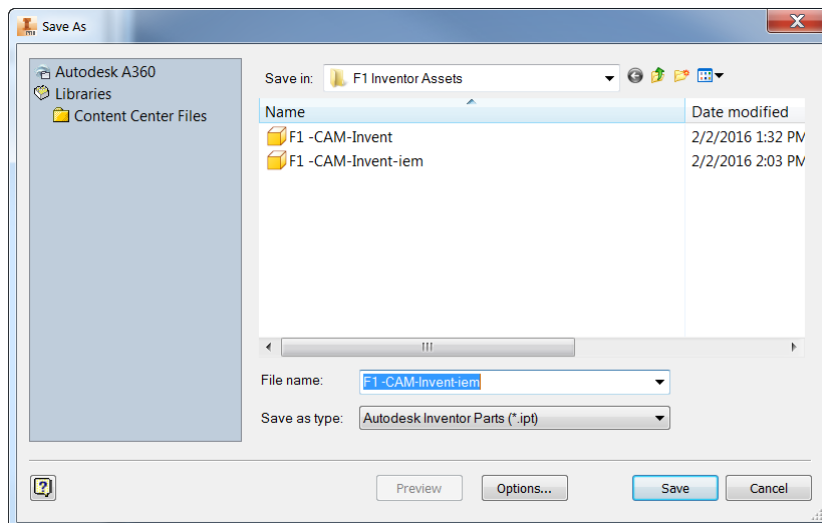 Save As
Autodesk A360
Libraries
Content Center Files
Save in: F1 Inventor Assets
Name Date modified
F1 -CAM-Invent 2/2/2016 1:32 PM
F1 -CAM-Invent-iem 2/2/2016 2:03 PM
File name: F1 -CAM-Invent-iem
Save as type: Autodesk Inventor Parts (*.ipt)
Preview Options... Save Cancel